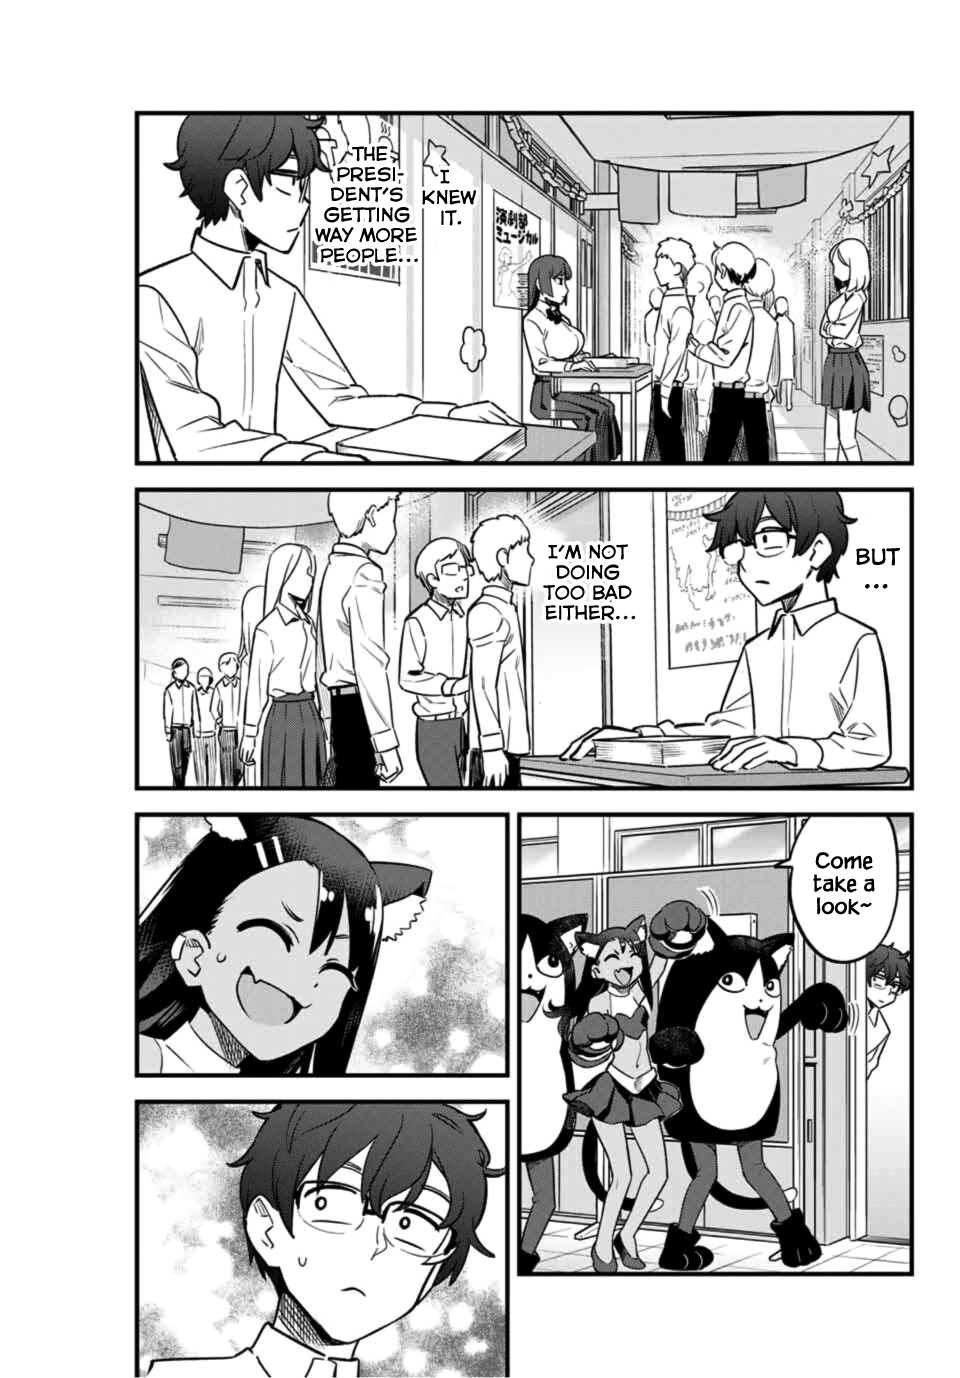 I
KNEW
IT.
THE
PRESI-
DENT'S
GETTING
WAY MORE
PEOPLE...
演劇部
ミュージカル
BUT
...
I'M NOT
DOING
TOO BAD
EITHER...
Come
take a
look~